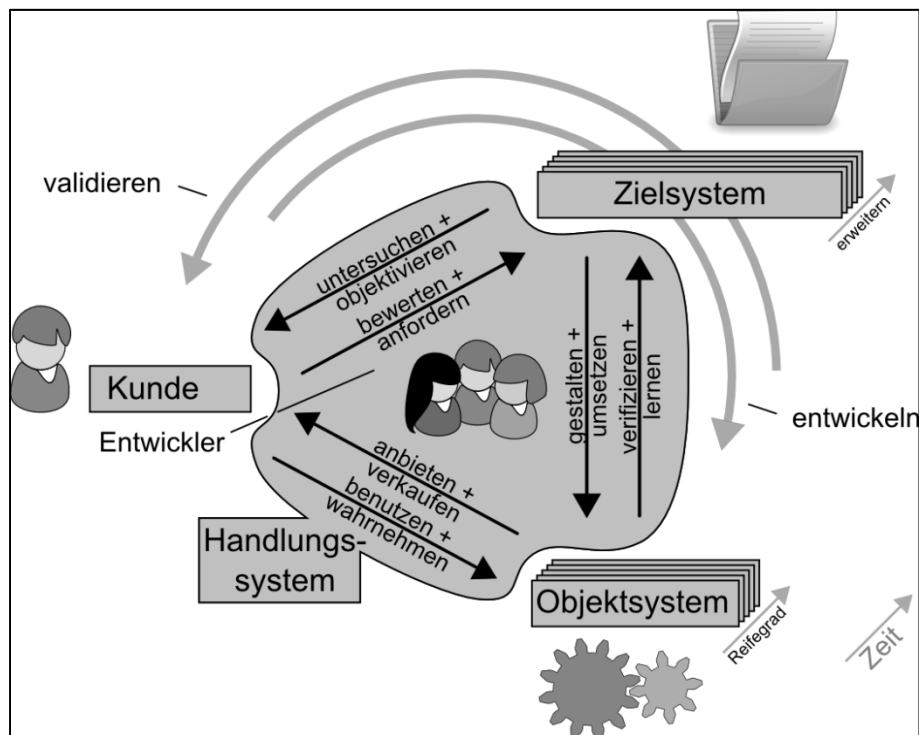 validieren
Zielsystem
erweitern
untersuchen +
objektivieren
bewerten +
anfordern
gestalten +
umsetzen
verifizieren +
lernen
Kunde
Entwickler
entwickeln
anbieten +
verkaufen
benutzen +
wahrnehmen
Handlungs-
system
Objektsystem
Reifegrad
Zeit